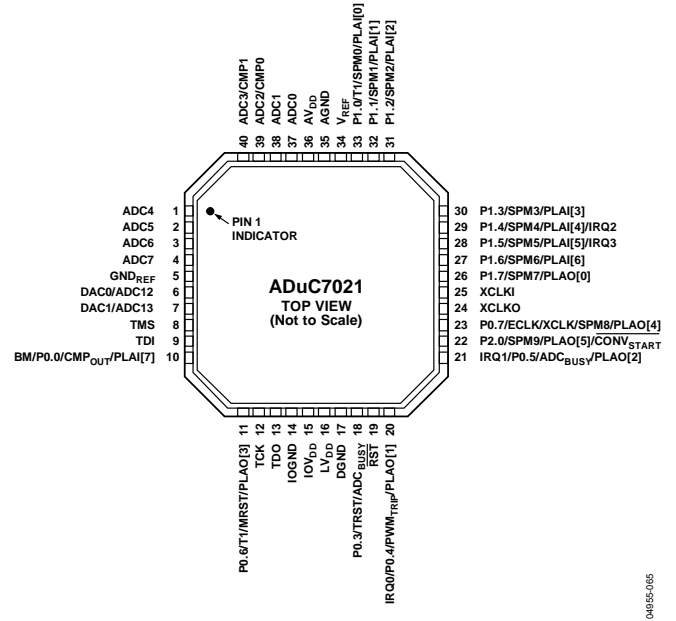 40 ADC3/CMP1
39 ADC2/CMP0
38 ADC1
37 ADC0
36 AVDD
35 AGND
34 VREF
33 P1.0/T1/SPM0/PLAI[0]
32 P1.1/SPM1/PLAI[1]
31 P1.2/SPM2/PLAI[2]
ADC4 1
ADC5 2
ADC6 3
ADC7 4
GNDREF 5
DAC0/ADC12 6
DAC1/ADC13 7
TMS 8
TDI 9
BM/P0.0/CMPOUT/PLAI[7] 10
PIN 1
INDICATOR
ADuC7021
TOP VIEW
(Not to Scale)
30 P1.3/SPM3/PLAI[3]
29 P1.4/SPM4/PLAI[4]/IRQ2
28 P1.5/SPM5/PLAI[5]/IRQ3
27 P1.6/SPM6/PLAI[6]
26 P1.7/SPM7/PLAO[0]
25 XCLKI
24 XCLKO
23 P0.7/ECLK/XCLK/SPM8/PLAO[4]
22 P2.0/SPM9/PLAO[5]/CONVSTART
21 IRQ1/P0.5/ADCBUSY/PLAO[2]
P0.6/T1/MRST/PLAO[3] 11
TCK 12
TDO 13
IOGND 14
IOVDD 15
LVDD 16
DGND 17
P0.3/TRST/ADCBUSY 18
RST 19
IRQ0/P0.4/PWMTRIP/PLAO[1] 20
04955-065